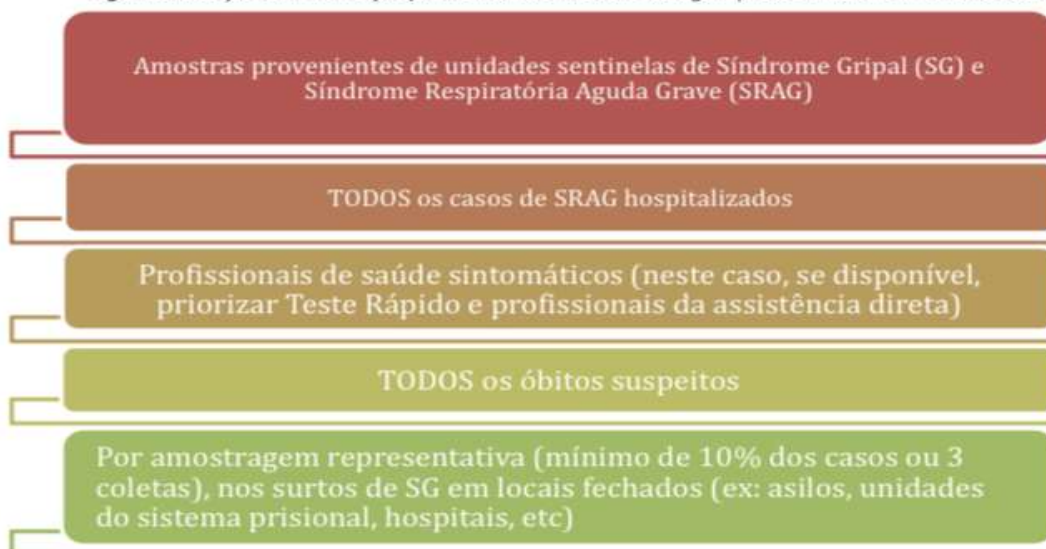 Amostras provenientes de unidades sentinelas de Síndrome Gripal (SG) e
Síndrome Respiratória Aguda Grave (SRAG)
TODOS os casos de SRAG hospitalizados
Profissionais de saúde sintomáticos (neste caso, se disponível,
priorizar Teste Rápido e profissionais da assistência direta)
TODOS os óbitos suspeitos
Por amostragem representativa (mínimo de 10% dos casos ou 3
coletas), nos surtos de SG em locais fechados (ex: asilos, unidades
do sistema prisional, hospitais, etc)